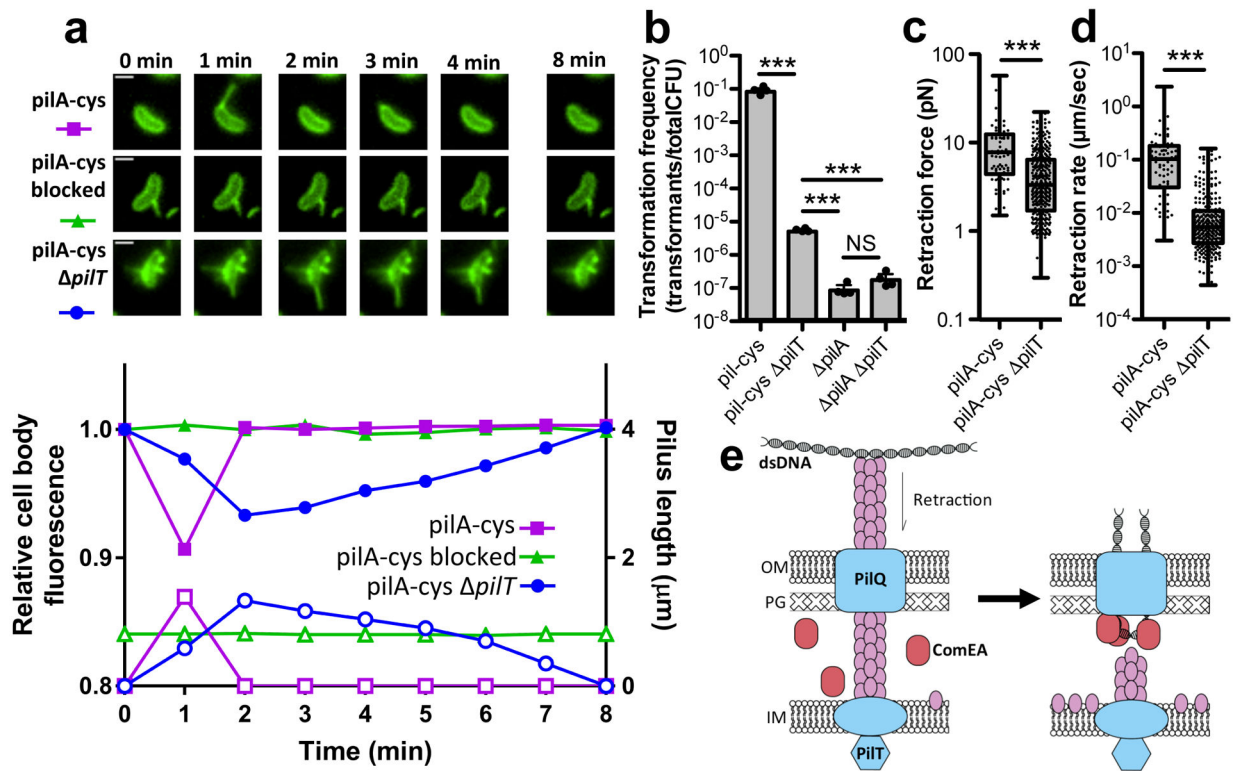 a
0 min 1 min 2 min 3 min 4 min 8 min
pilA-cys
pilA-cys
blocked
pilA-cys
ΔpilT
Relative cell body
fluorescence
1.0
0.9
0.8
pilA-cys
pilA-cys blocked
pilA-cys ΔpilT
4
2
0
Pilus length (μm)
0 1 2 3 4 5 6 7 8
Time (min)
b
Transformation frequency
(transformants/totalCFU)
10⁰
10⁻¹
10⁻²
10⁻³
10⁻⁴
10⁻⁵
10⁻⁶
10⁻⁷
10⁻⁸
***
***
***
NS
pil-cys
pil-cys ΔpilT
ΔpilA
ΔpilA ΔpilT
c
Retraction force (pN)
100
10
1
0.1
***
pilA-cys
pilA-cys ΔpilT
d
Retraction rate (μm/sec)
10¹
10⁰
10⁻¹
10⁻²
10⁻³
10⁻⁴
***
pilA-cys
pilA-cys ΔpilT
e
dsDNA
Retraction
OM
PilQ
PG
ComEA
IM
PilT